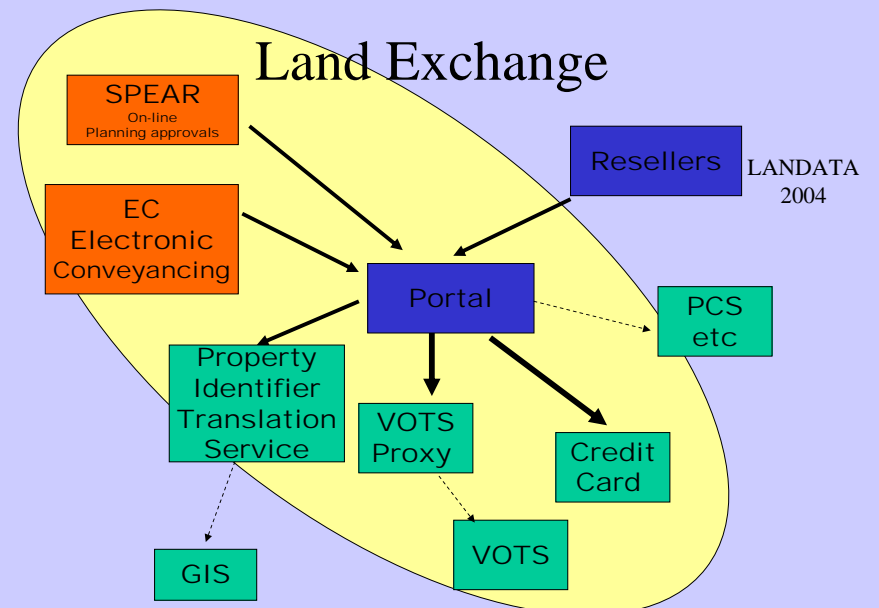 Land Exchange
SPEAR
On-line
Planning approvals
Resellers
LANDATA
2004
EC
Electronic
Conveyancing
Portal
PCS
etc
Property
Identifier
Translation
Service
VOTS
Proxy
Credit
Card
VOTS
GIS